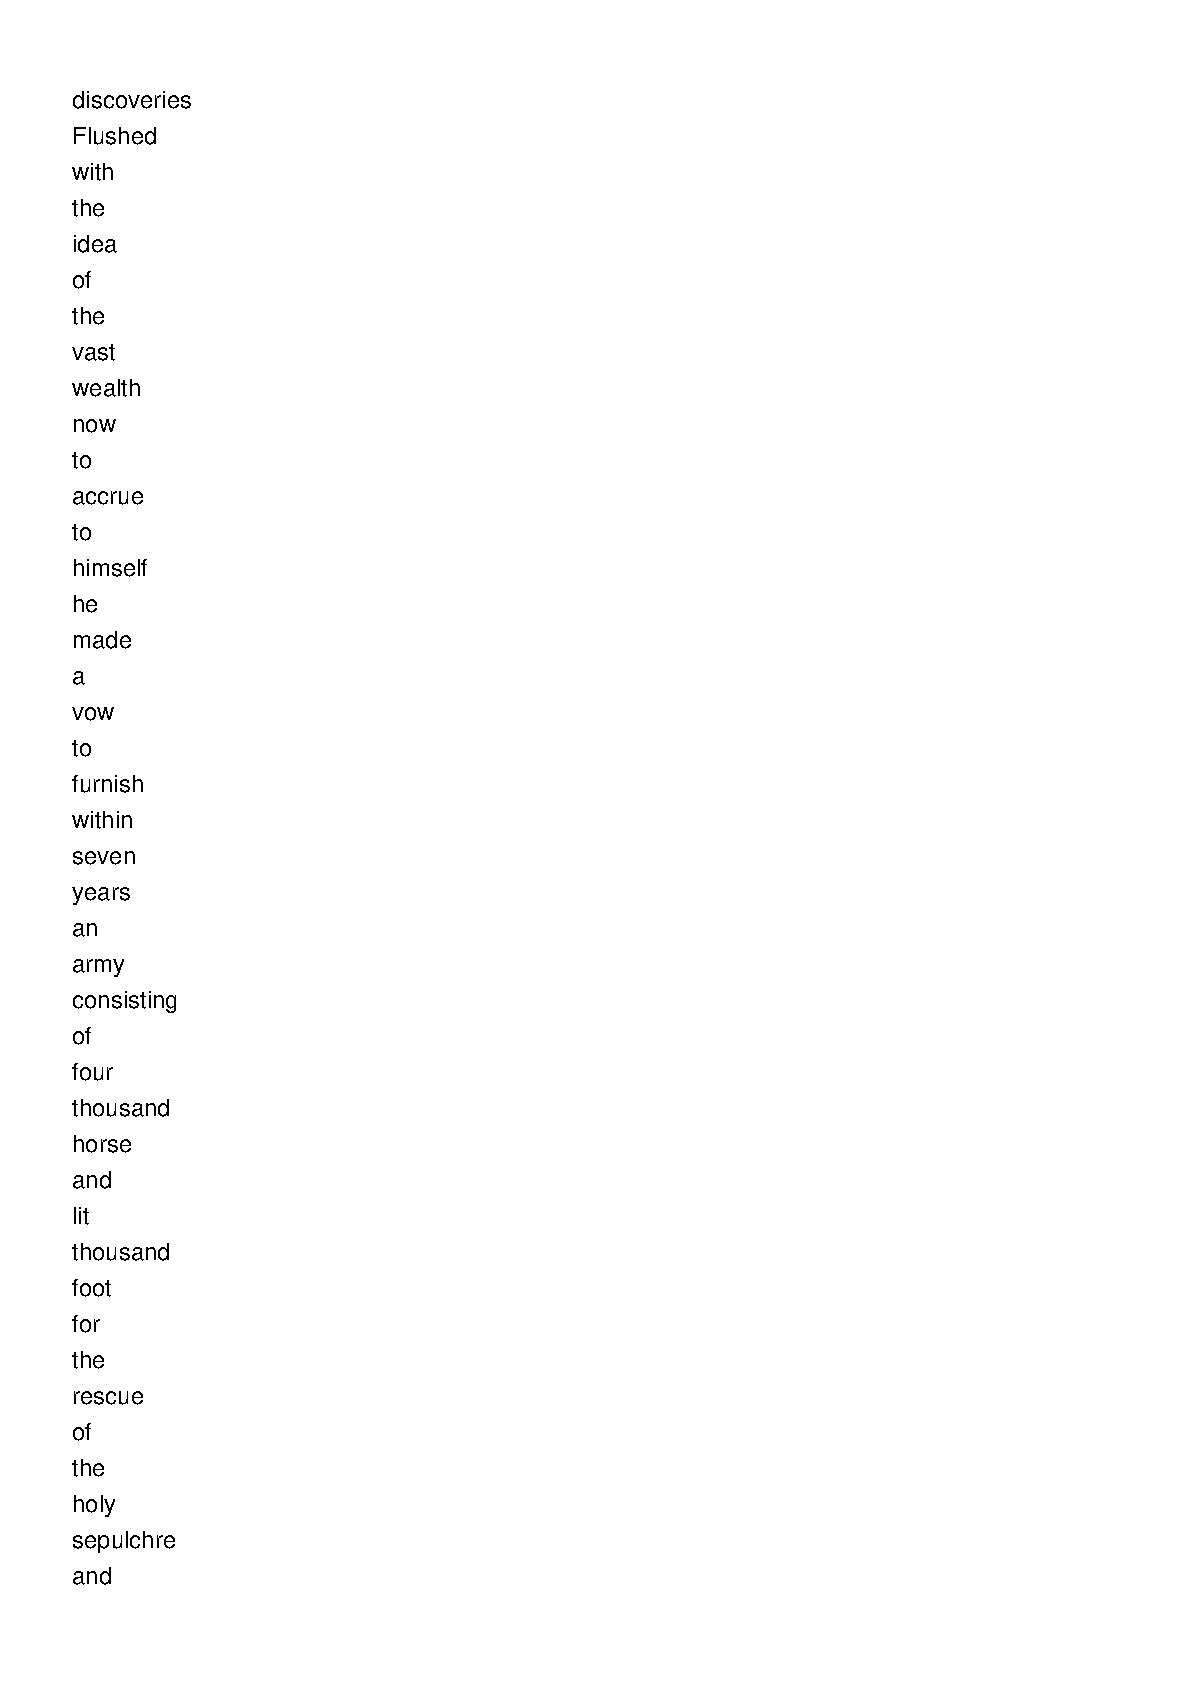 discoveries
Flushed
with
the
idea
of
the
vast
wealth
now
to
accrue
to
himself
he
made
a
vow
to
furnish
within
seven
years
an
army
consisting
of
four
thousand
horse
and
lit
thousand
foot
for
the
rescue
of
the
holy
sepulchre
and